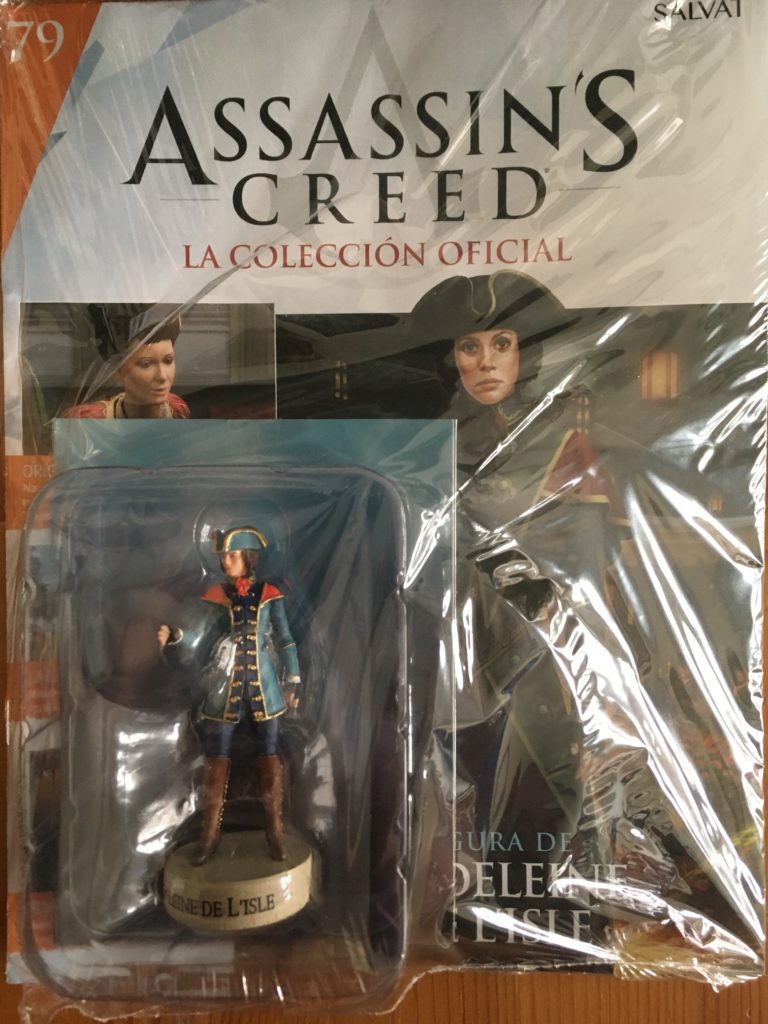 79
SALVAT
ASSASSIN'S
CREED
LA COLECCIÓN OFICIAL
GURA DE
DELEINE
L'ISLE
LEINE DE L'ISLE